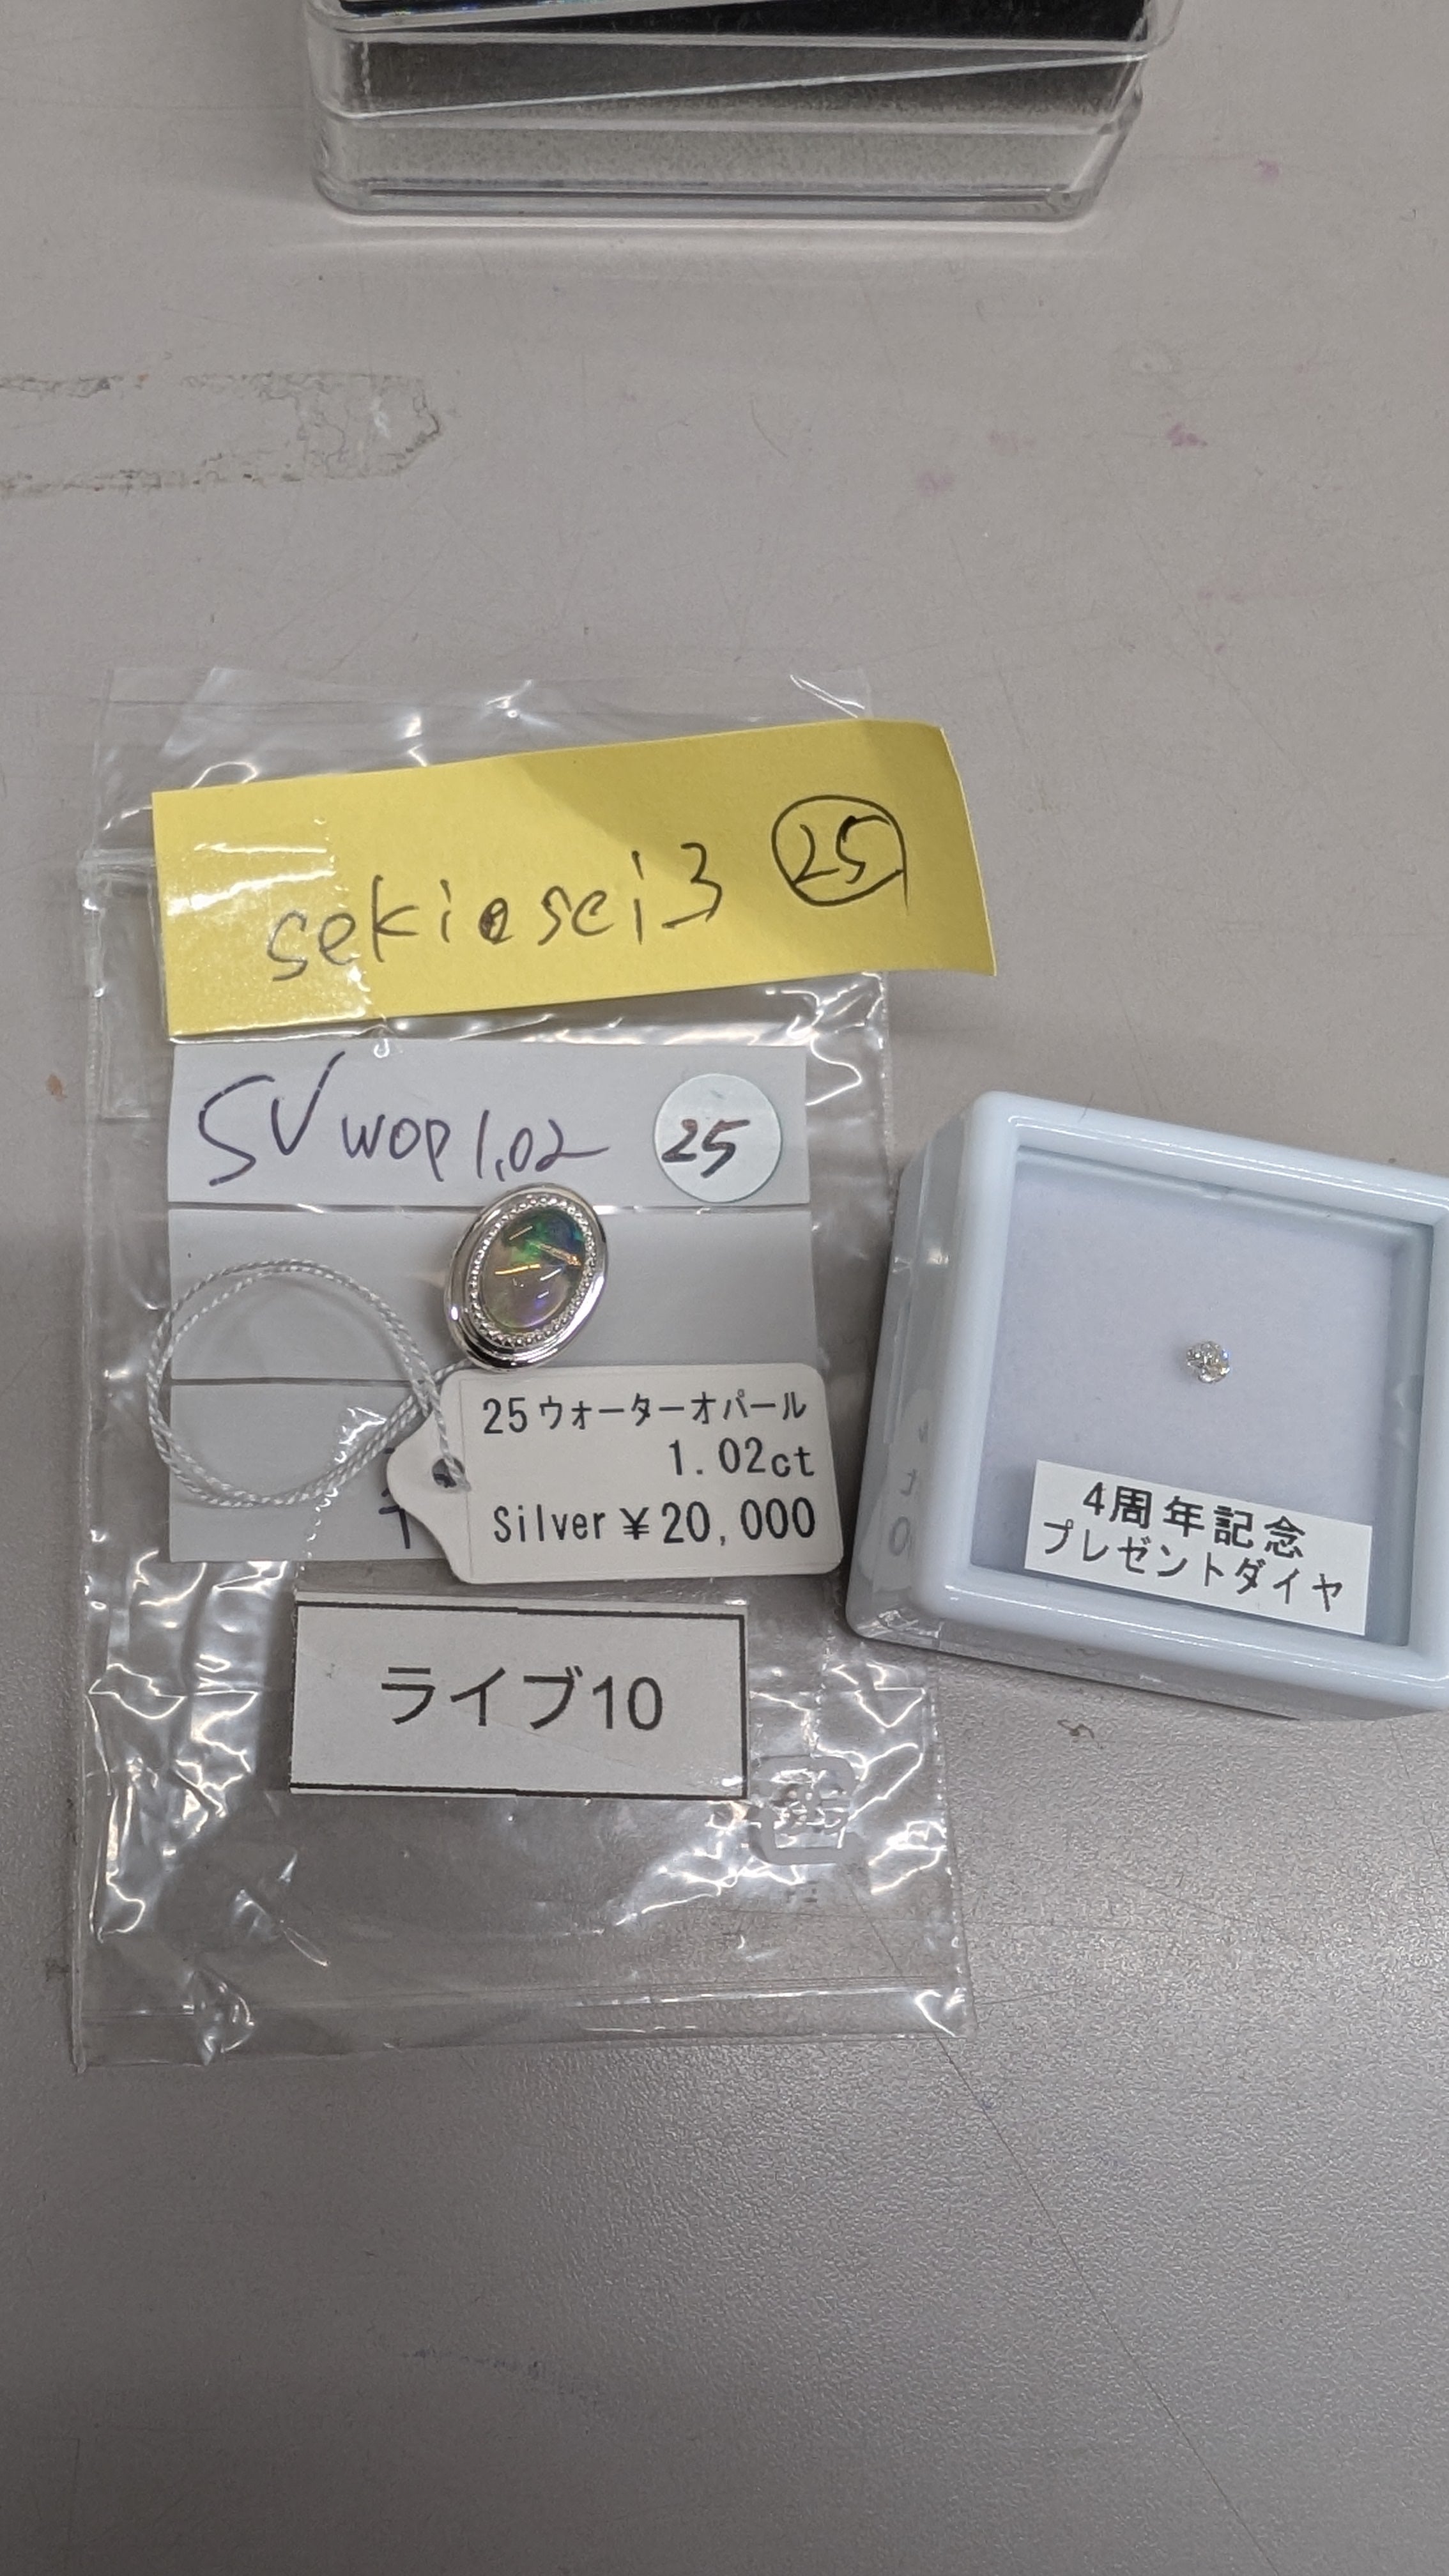 sekiosei3 25
SV WOP 1.02 25
25ウォーターオパール
1.02ct
Silver ¥20,000
ライブ10
4周年記念
プレゼントダイヤ